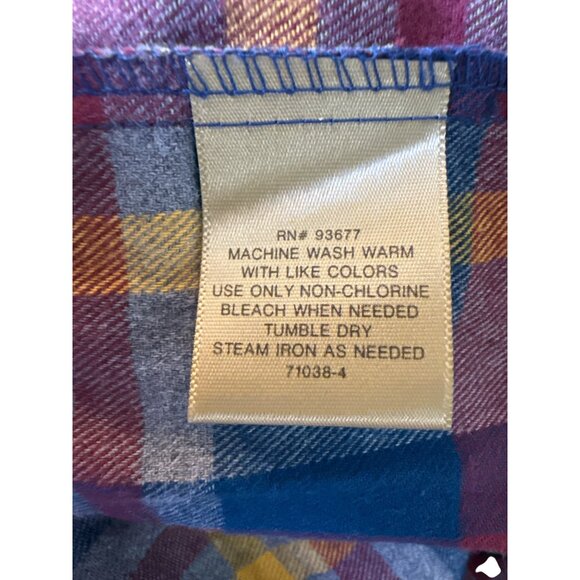 RN# 93677
MACHINE WASH WARM
WITH LIKE COLORS
USE ONLY NON-CHLORINE
BLEACH WHEN NEEDED
TUMBLE DRY
STEAM IRON AS NEEDED
71038-4